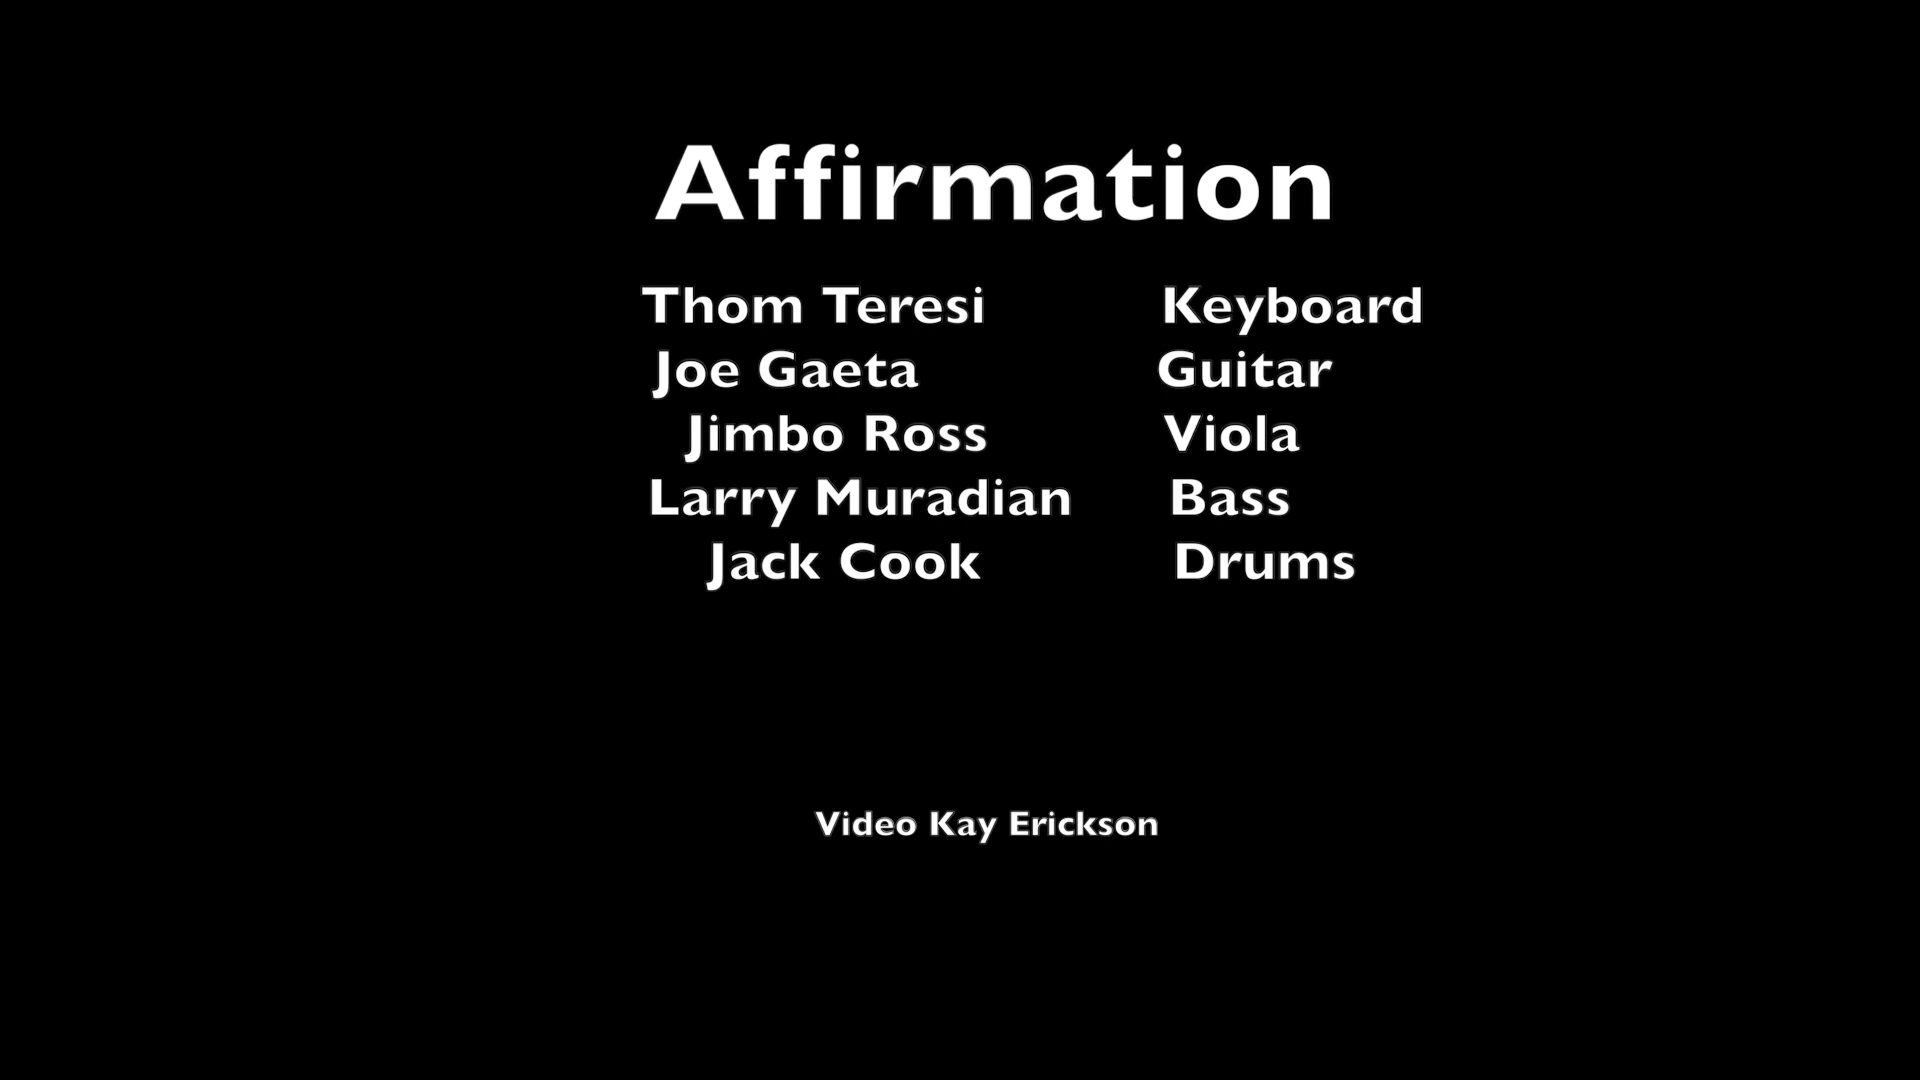 Affirmation
Thom Teresi Keyboard
Joe Gaeta Guitar
Jimbo Ross Viola
Larry Muradian Bass
Jack Cook Drums
Video Kay Erickson